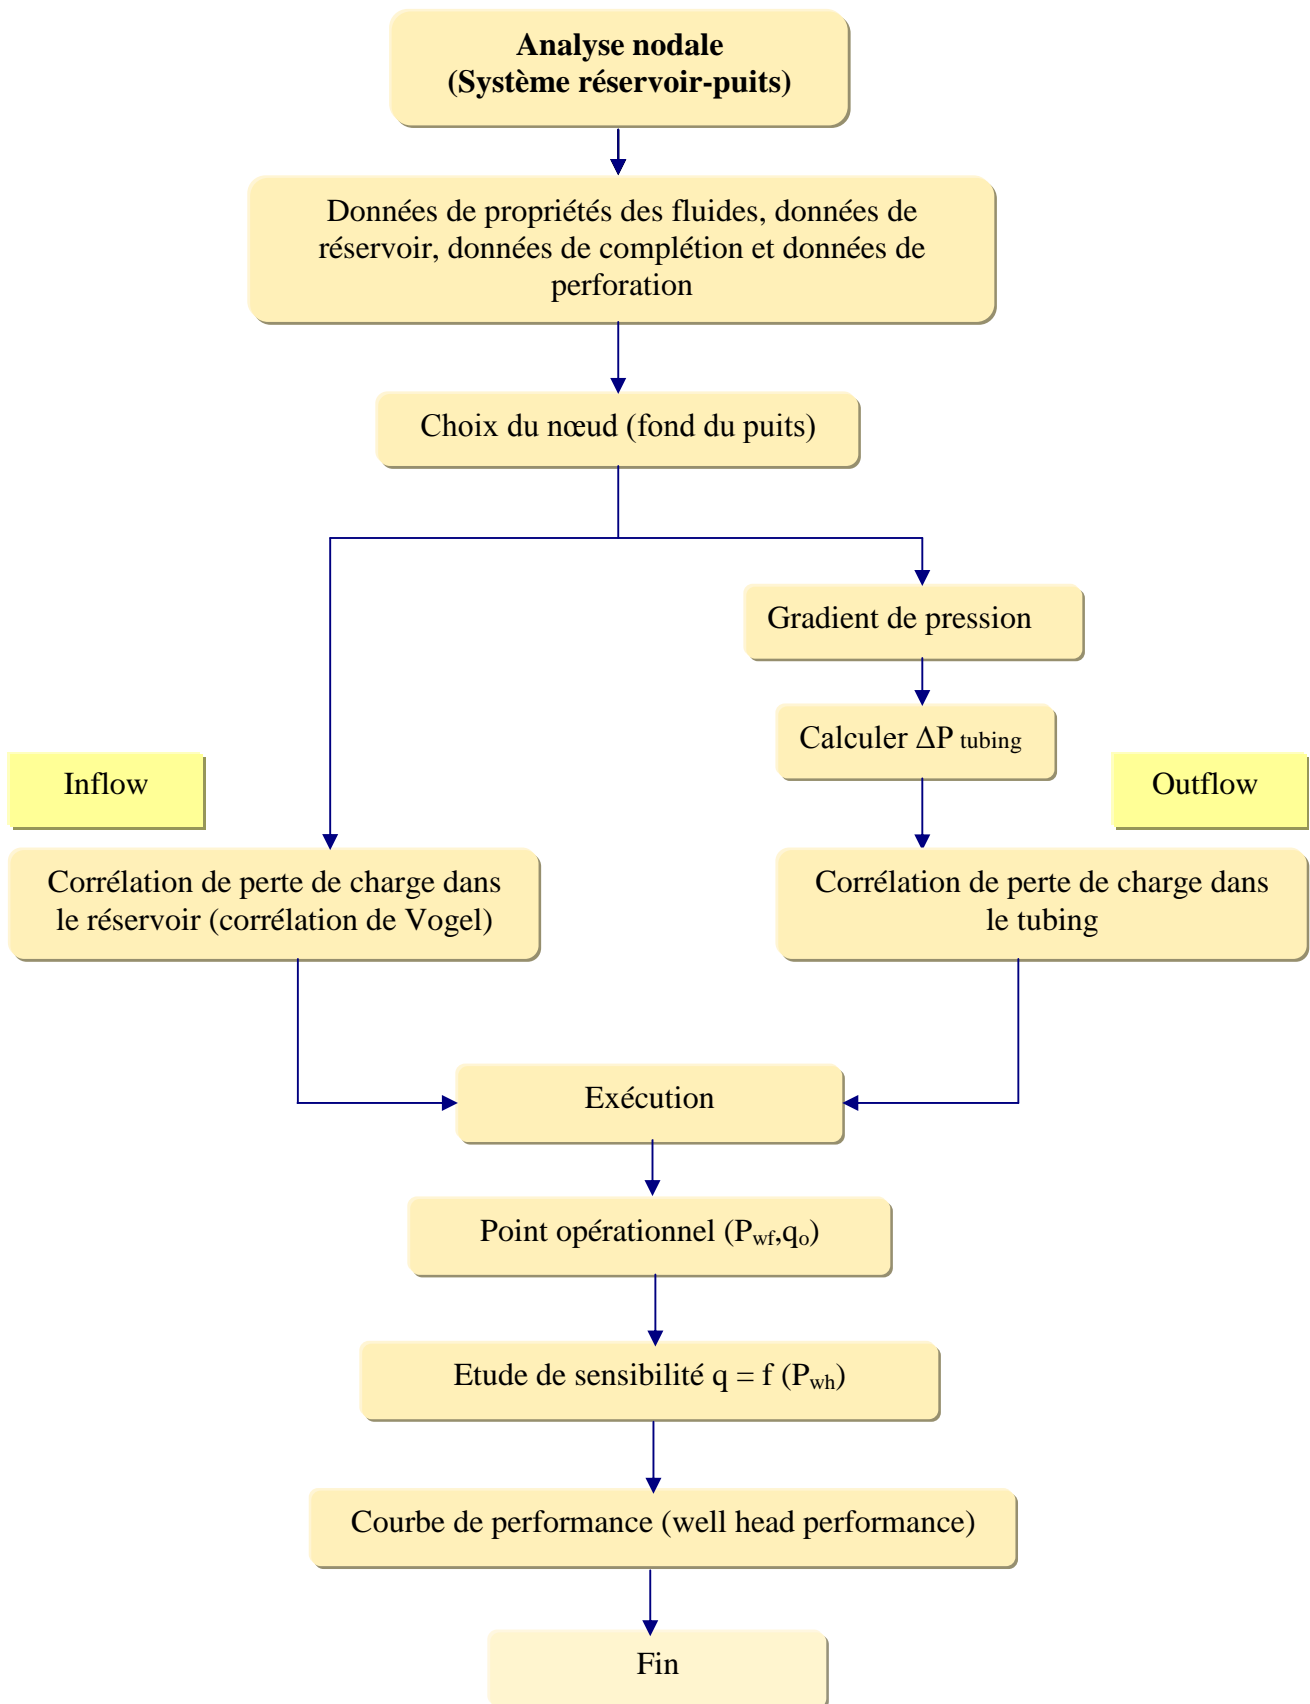 Analyse nodale
(Système réservoir-puits)
Données de propriétés des fluides, données de
réservoir, données de complétion et données de
perforation
Choix du nœud (fond du puits)
Gradient de pression
Calculer ΔP tubing
Inflow
Outflow
Corrélation de perte de charge dans
le réservoir (corrélation de Vogel)
Corrélation de perte de charge dans
le tubing
Exécution
Point opérationnel (Pwf,qo)
Etude de sensibilité q = f (Pwh)
Courbe de performance (well head performance)
Fin